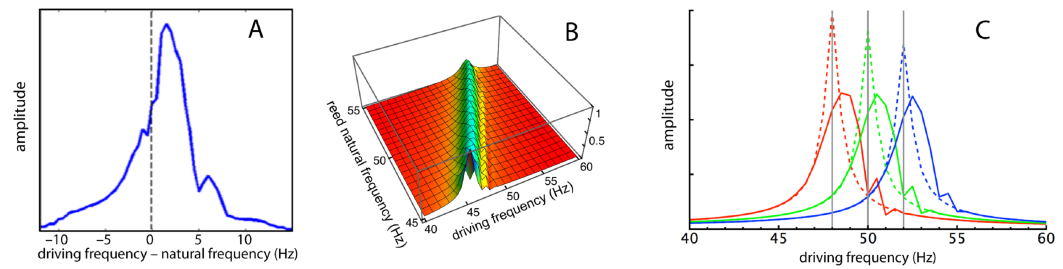 A
amplitude
−10 −5 0 5 10
driving frequency – natural frequency (Hz)
B
reed natural frequency (Hz)
55
50
45
40 45 50 55 60
driving frequency (Hz)
1
0.5
0
C
amplitude
40 45 50 55 60
driving frequency (Hz)